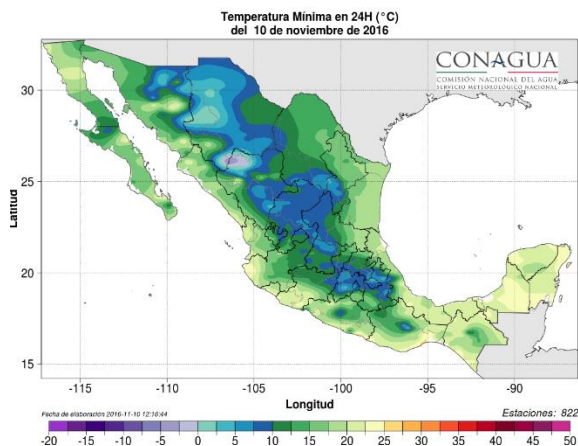 Temperatura Mínima en 24H (°C)
del 10 de noviembre de 2016
CONAGUA
COMISIÓN NACIONAL DEL AGUA
SERVICIO METEOROLÓGICO NACIONAL
Latitud
30
25
20
15
-115 -110 -105 -100 -95 -90
Longitud
Fecha de elaboración 2016-11-10 12:16:44
Estaciones: 822
-20 -15 -10 -5 0 5 10 15 20 25 30 35 40 45